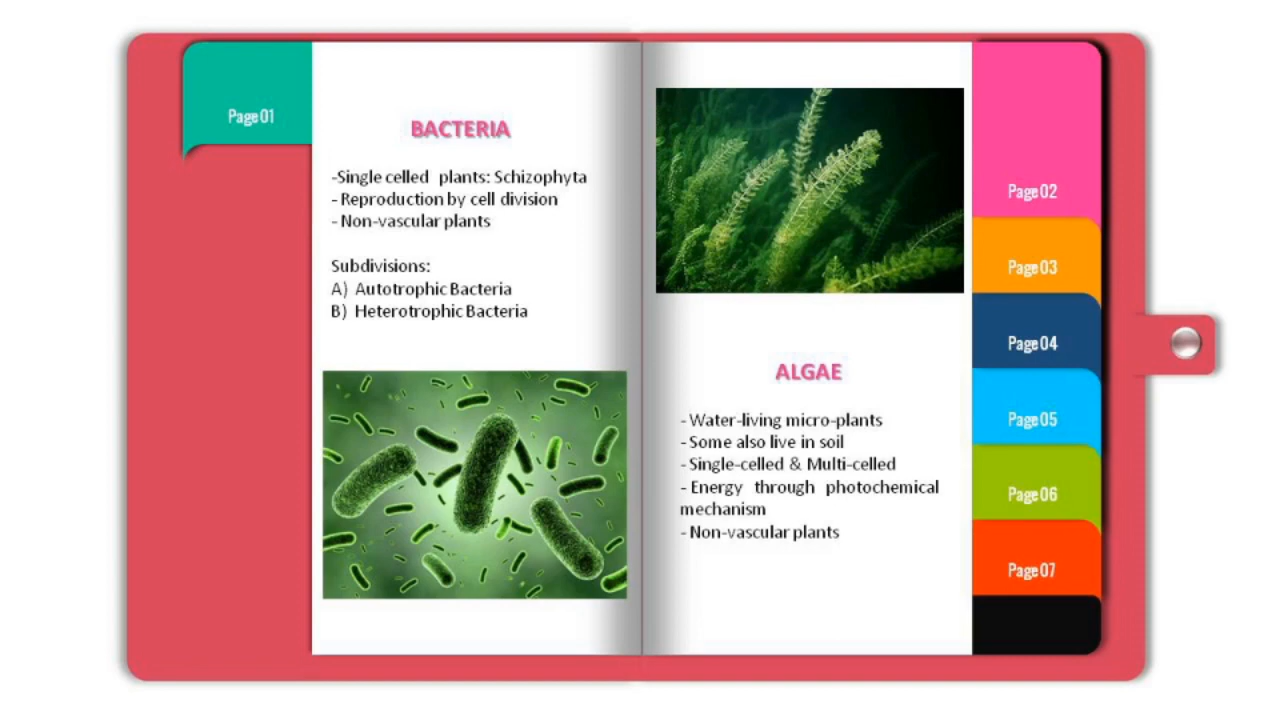 Page01
BACTERIA
-Single celled plants: Schizophyta
- Reproduction by cell division
- Non-vascular plants
Subdivisions:
A) Autotrophic Bacteria
B) Heterotrophic Bacteria
ALGAE
- Water-living micro-plants
- Some also live in soil
- Single-celled & Multi-celled
- Energy through photochemical
mechanism
- Non-vascular plants
Page02
Page03
Page04
Page05
Page06
Page07